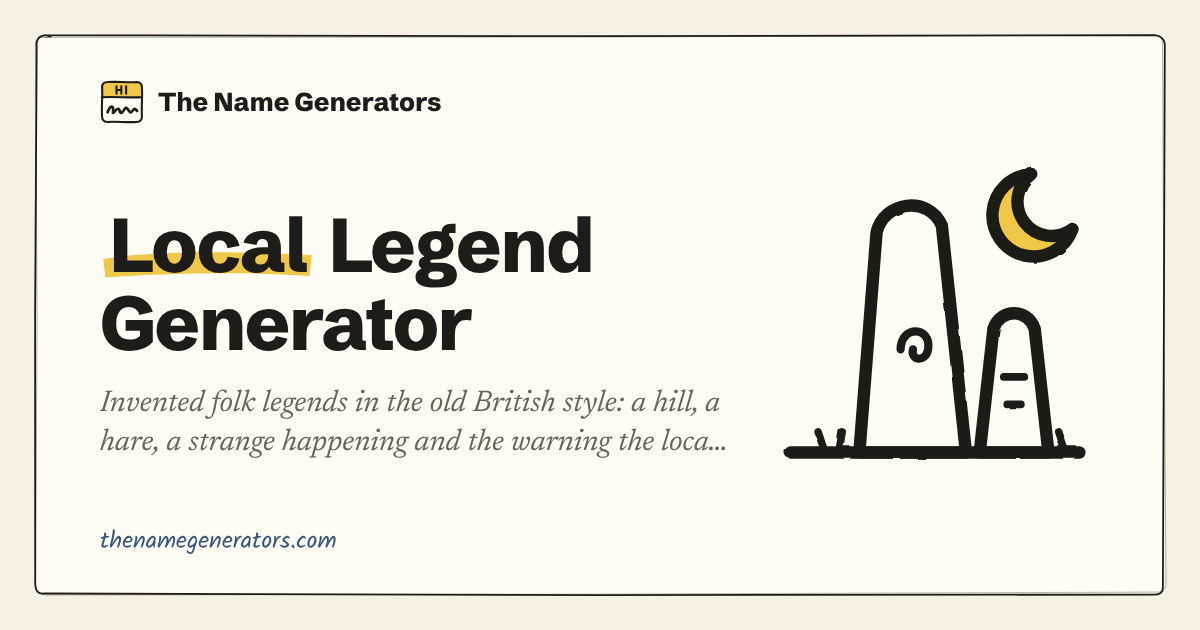 HI
The Name Generators
Local Legend
Generator
Invented folk legends in the old British style: a hill, a
hare, a strange happening and the warning the loca...
thenamegenerators.com